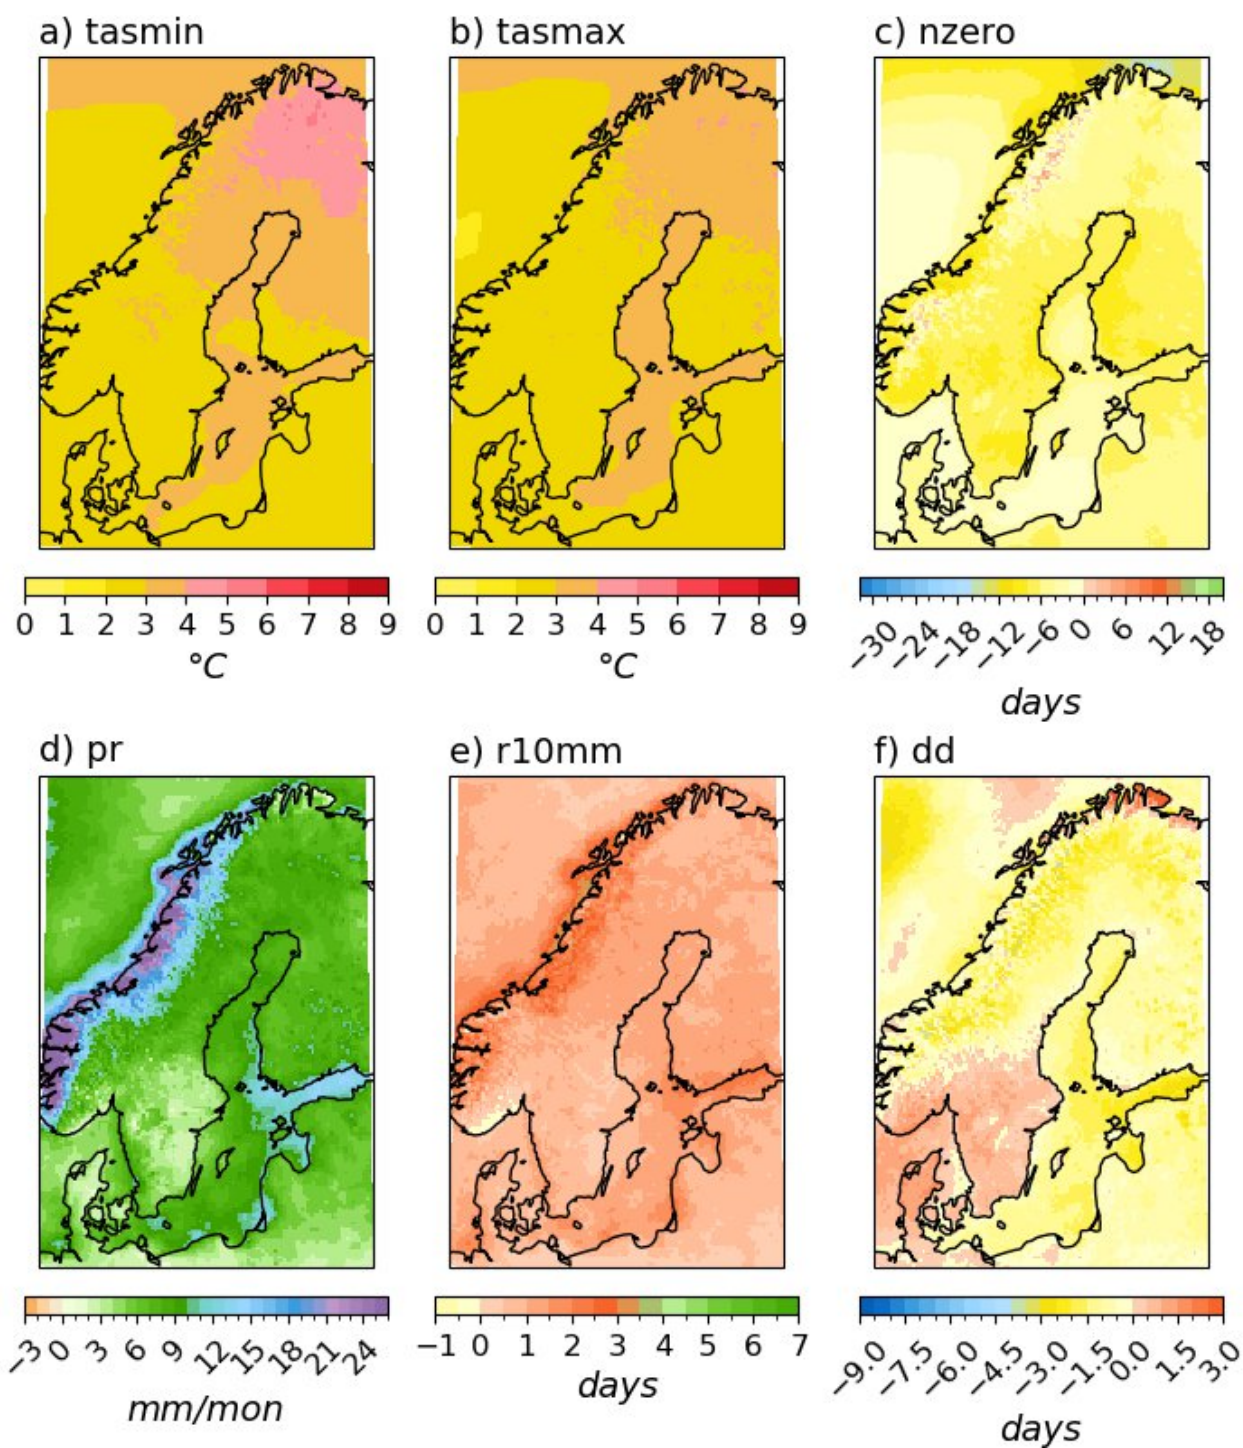 a) tasmin b) tasmax c) nzero
0 1 2 3 4 5 6 7 8 9 0 1 2 3 4 5 6 7 8 9 −30 −24 −18 −12 −6 0 6 12 18
°C °C days
d) pr e) r10mm f) dd
−3 0 3 6 9 12 15 18 21 24 −1 0 1 2 3 4 5 6 7 −9.0 −7.5 −6.0 −4.5 −3.0 −1.5 0.0 1.5 3.0
mm/mon days days